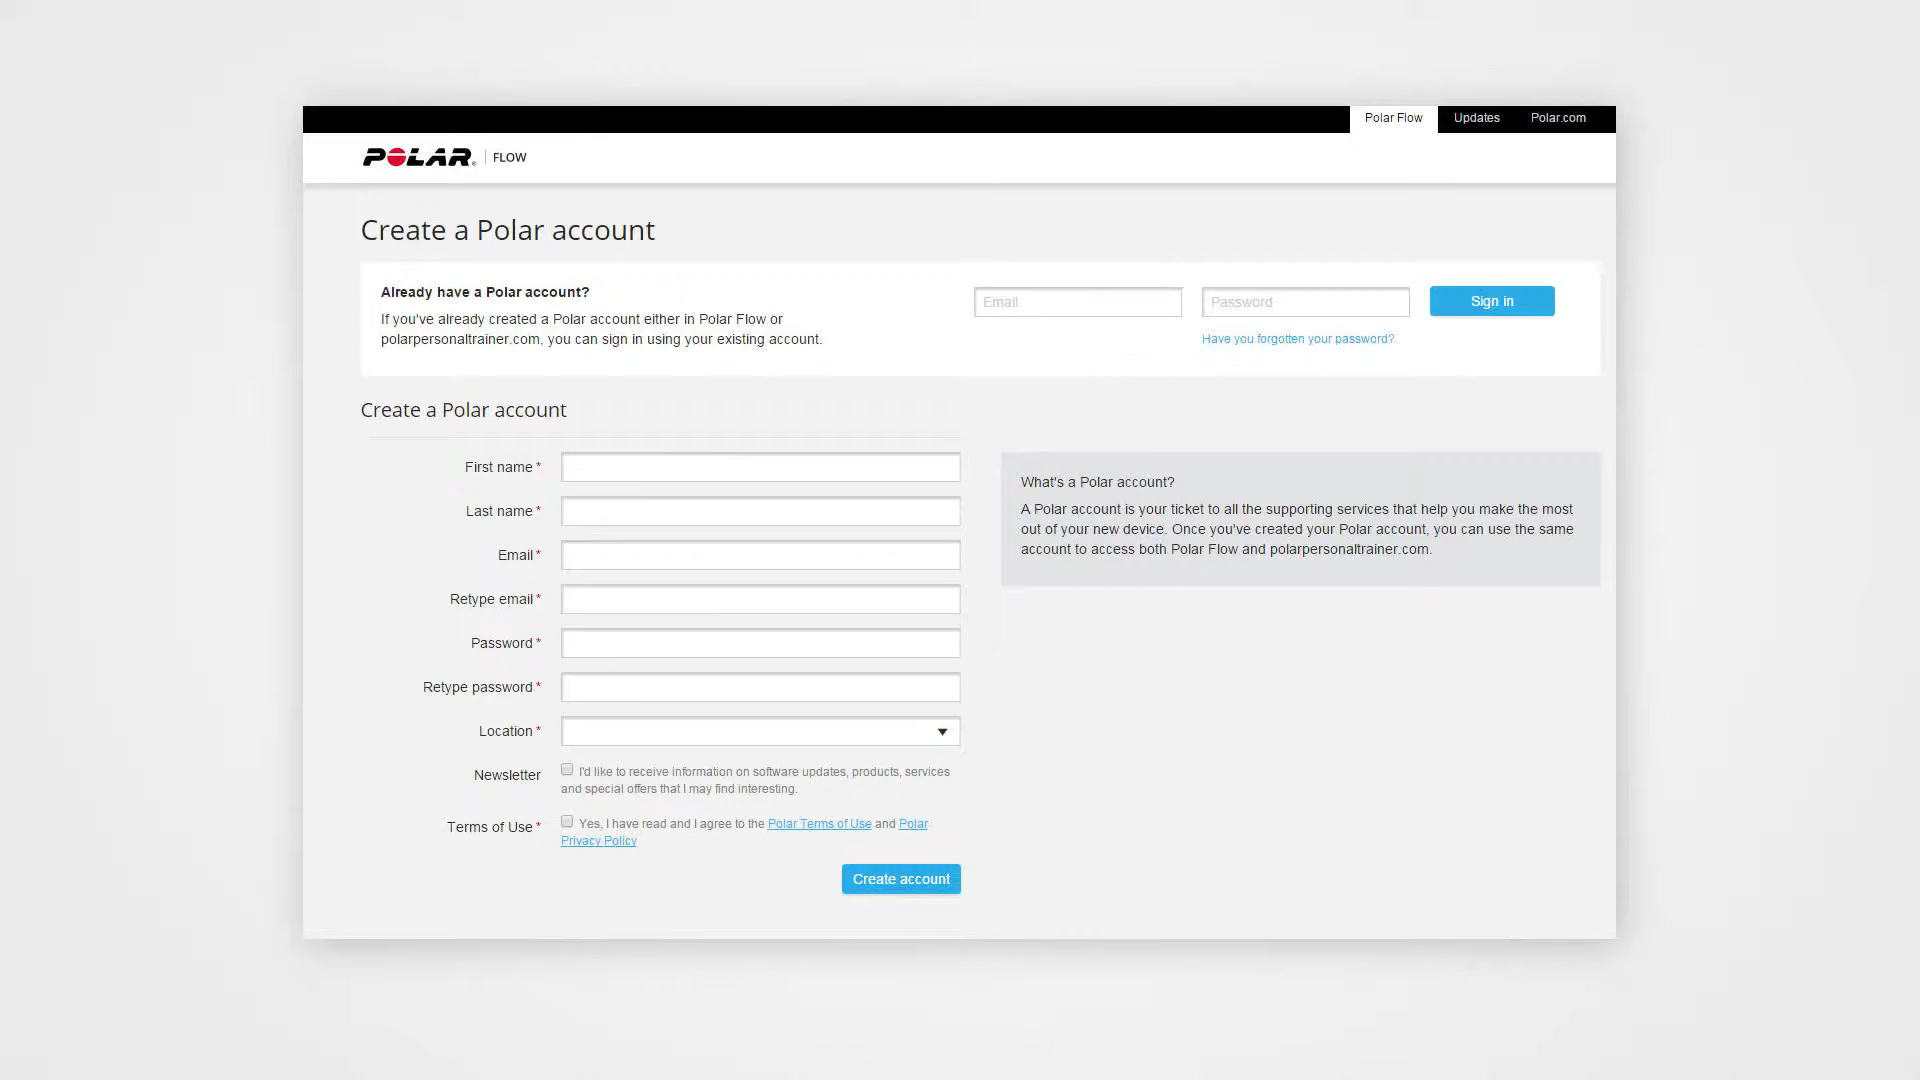 Polar Flow Updates Polar.com
POLAR FLOW
Create a Polar account
Already have a Polar account?
If you've already created a Polar account either in Polar Flow or
polarpersonaltrainer.com, you can sign in using your existing account.
Email Password Sign in
Have you forgotten your password?
Create a Polar account
First name *
Last name *
Email *
Retype email *
Password *
Retype password *
Location *
Newsletter I'd like to receive information on software updates, products, services
and special offers that I may find interesting.
Terms of Use * Yes, I have read and I agree to the Polar Terms of Use and Polar
Privacy Policy
Create account
What's a Polar account?
A Polar account is your ticket to all the supporting services that help you make the most
out of your new device. Once you've created your Polar account, you can use the same
account to access both Polar Flow and polarpersonaltrainer.com.